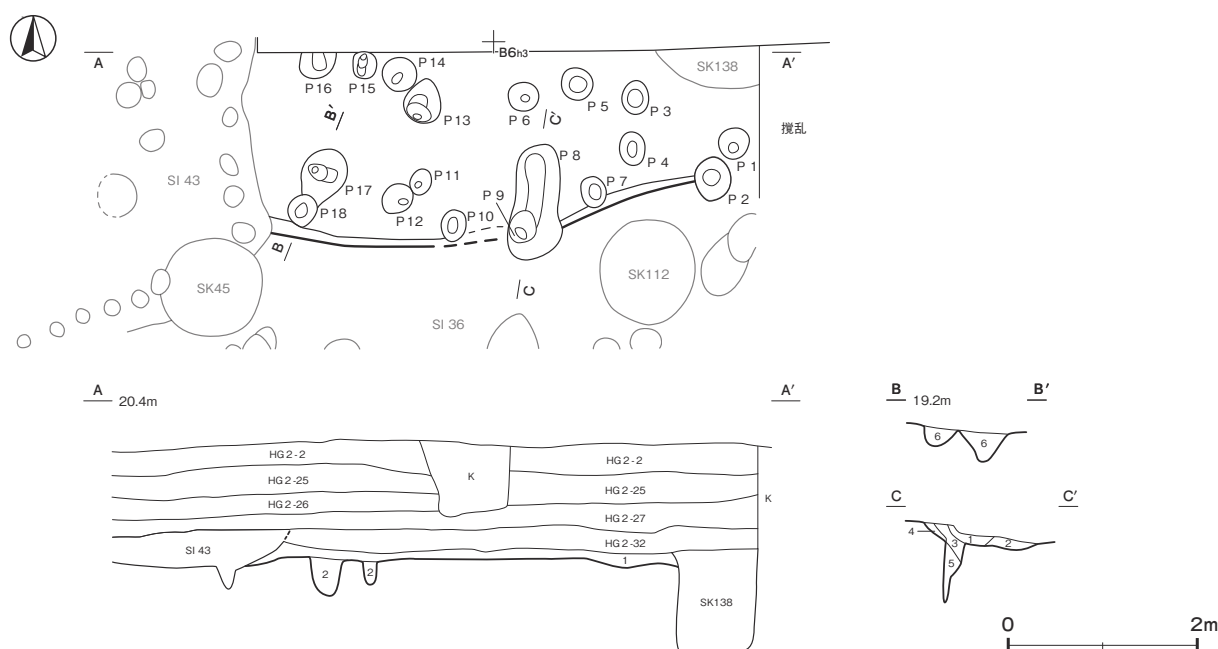 A
B6h3
A'
SK138
P14
P16
P15
P5
P3
P6
P13
B'
C'
撹乱
P1
P4
P8
P11
SI 43
P17
P7
P9
P2
P12
P10
P18
B
SK45
SK112
C
SI 36
A
20.4m
A'
B
19.2m
B'
HG2-2
HG2-2
K
HG2-25
HG2-25
HG2-26
K
HG2-27
HG2-32
SI 43
1
2
2
SK138
6
6
C
C'
4
3
1
2
5
0
2m